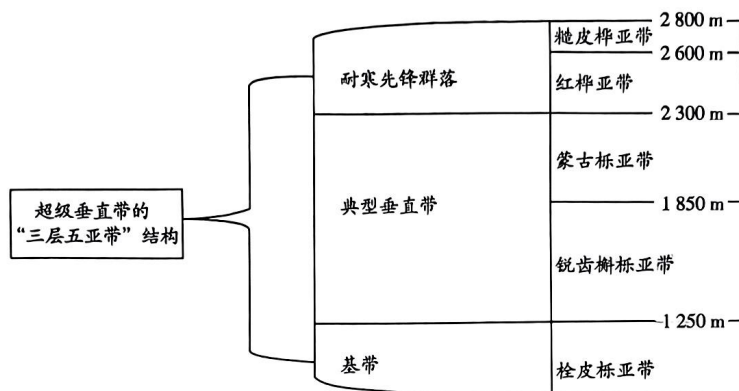 超级垂直带的
“三层五亚带”结构
耐寒先锋群落
典型垂直带
基带
糙皮桦亚带
红桦亚带
蒙古栎亚带
锐齿槲栎亚带
栓皮栎亚带
2 800 m
2 600 m
2 300 m
1 850 m
1 250 m